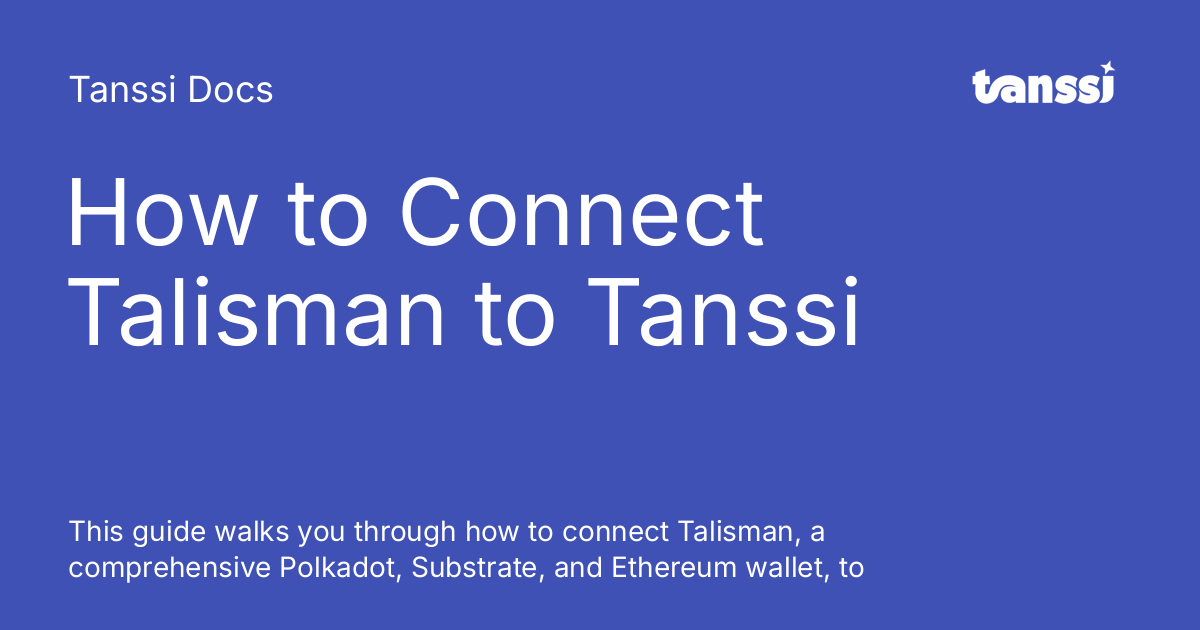 Tanssi Docs
tanssi
How to Connect
Talisman to Tanssi
This guide walks you through how to connect Talisman, a
comprehensive Polkadot, Substrate, and Ethereum wallet, to